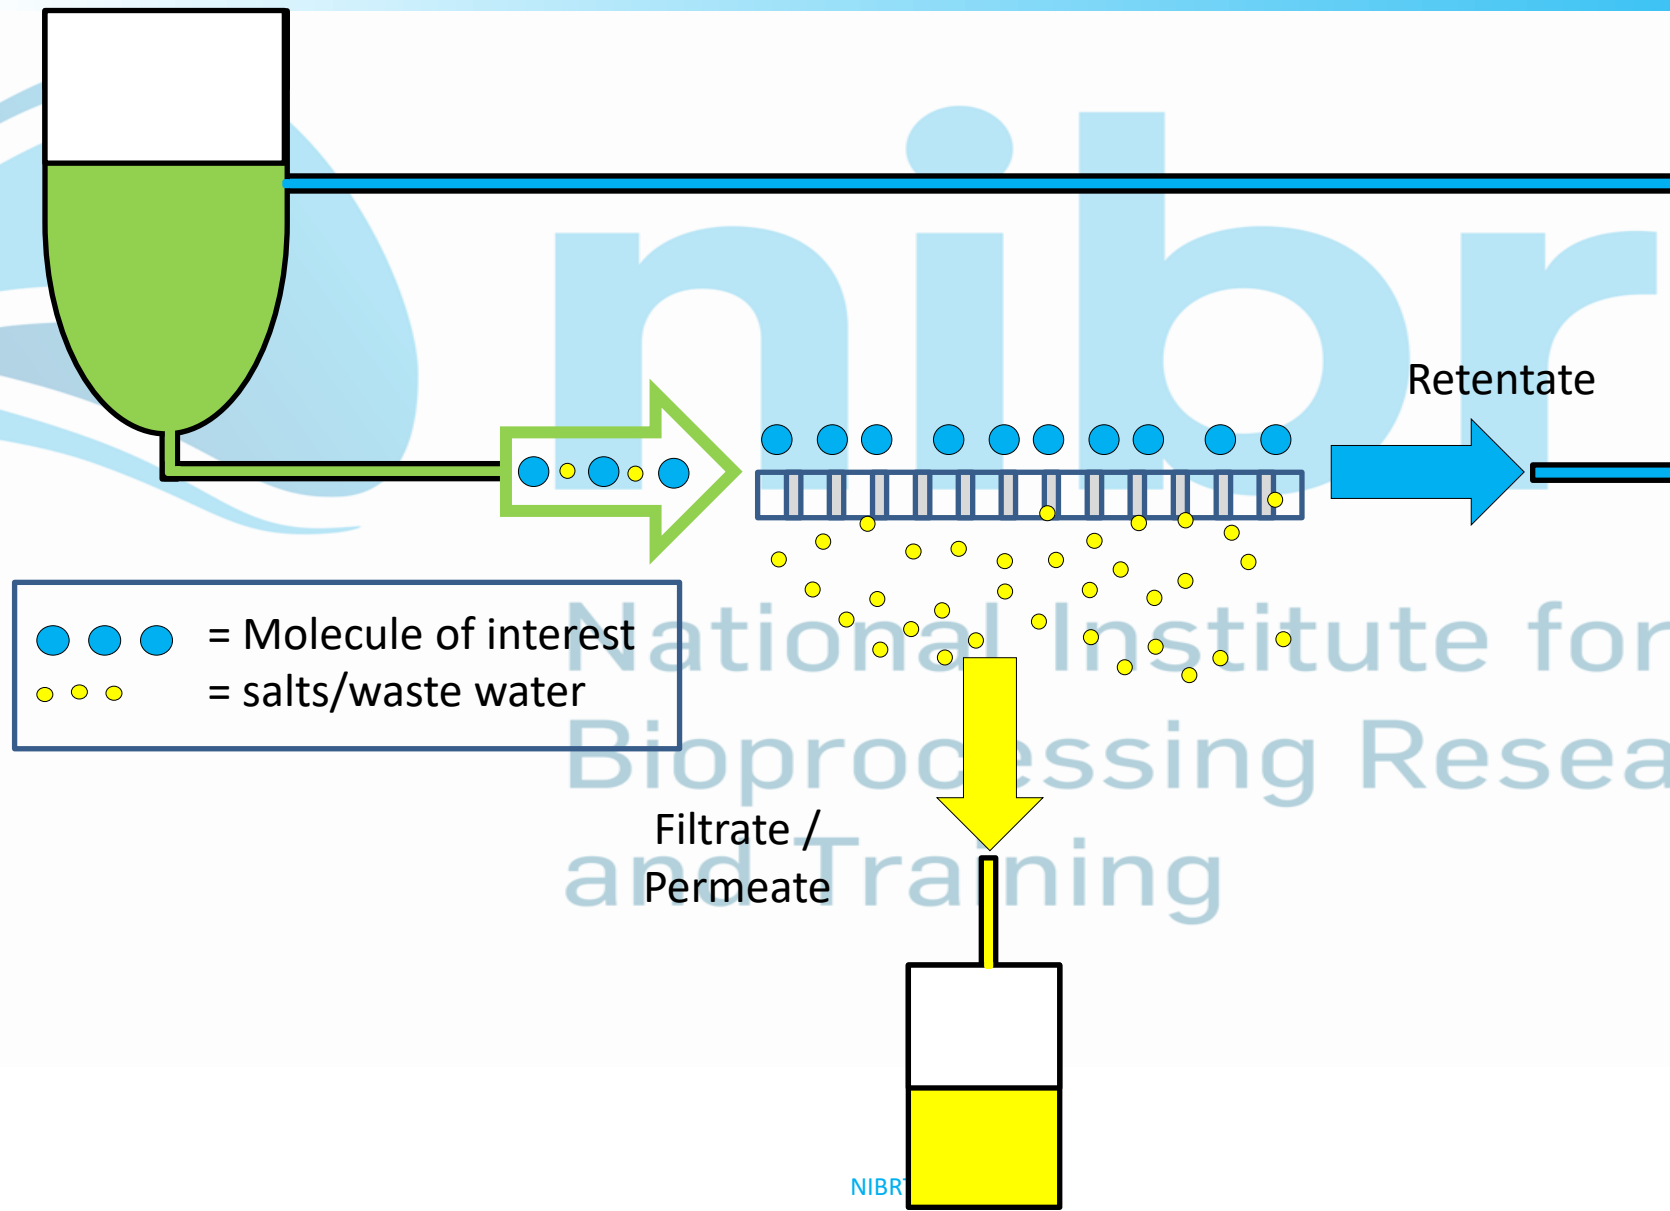 nibr
Retentate
= Molecule of interest
= salts/waste water
National Institute for
Bioprocessing Resea
and Training
Filtrate /
Permeate
NIBR